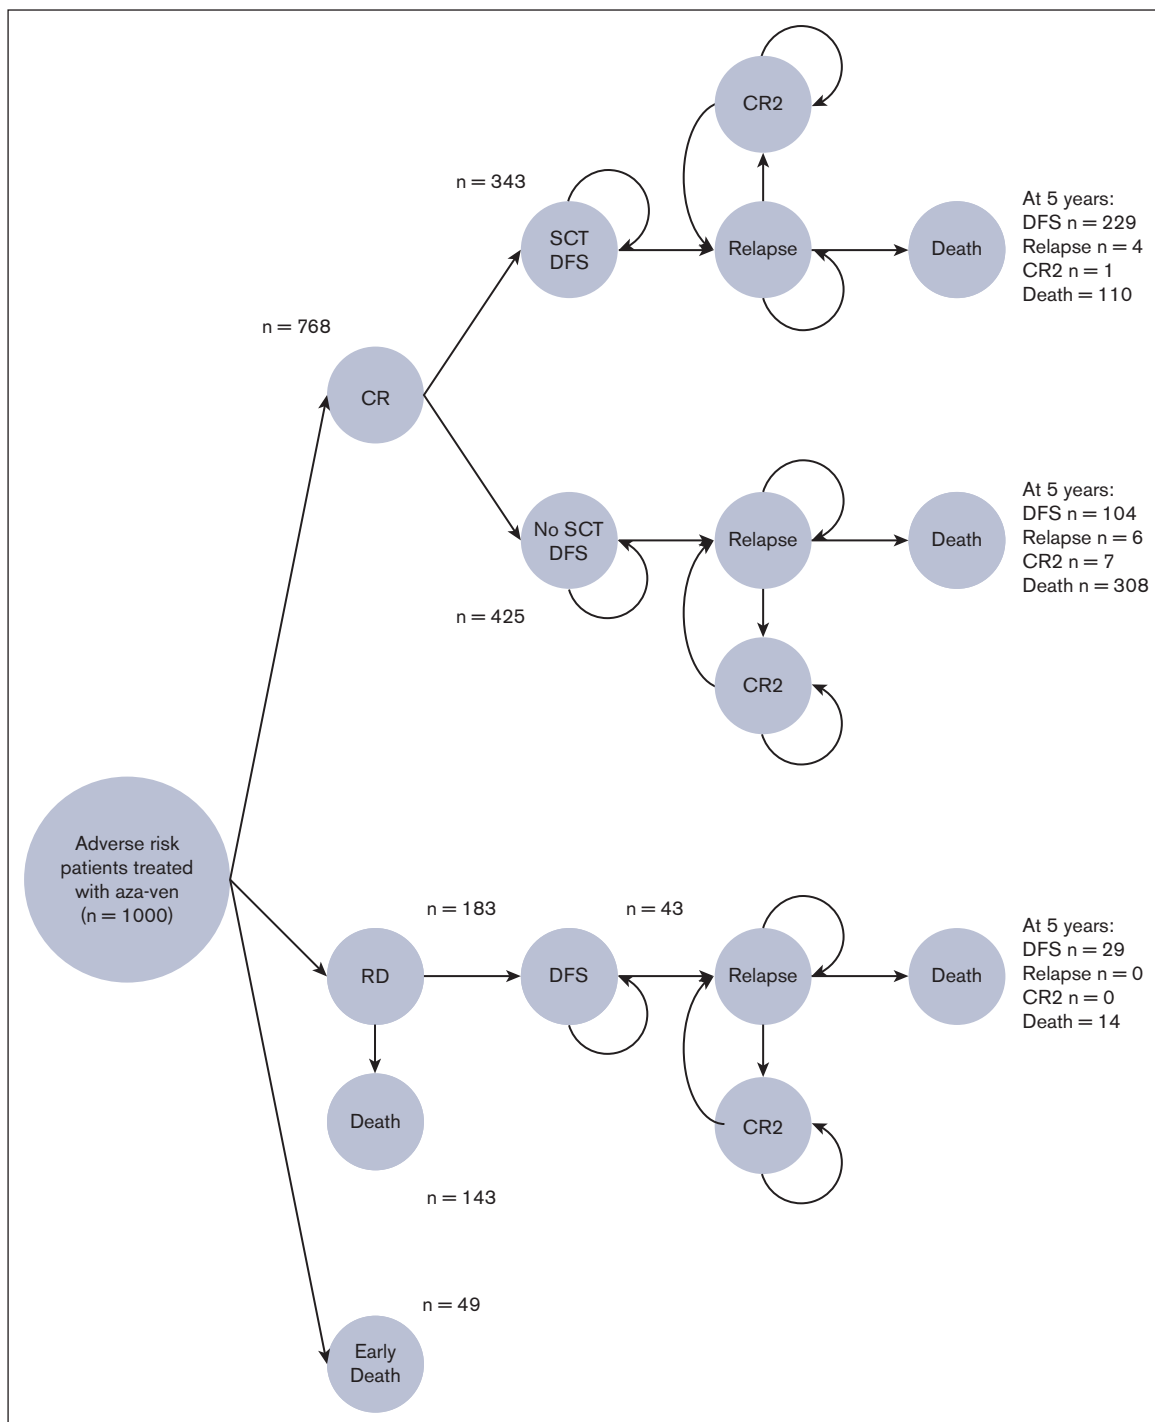 CR2
n = 343
SCT
DFS
Relapse
Death
At 5 years:
DFS n = 229
Relapse n = 4
CR2 n = 1
Death = 110
n = 768
CR
No SCT
DFS
n = 425
Relapse
Death
At 5 years:
DFS n = 104
Relapse n = 6
CR2 n = 7
Death n = 308
CR2
Adverse risk
patients treated
with aza-ven
(n = 1000)
n = 183
n = 43
RD
DFS
Relapse
Death
At 5 years:
DFS n = 29
Relapse n = 0
CR2 n = 0
Death = 14
Death
CR2
n = 143
n = 49
Early
Death